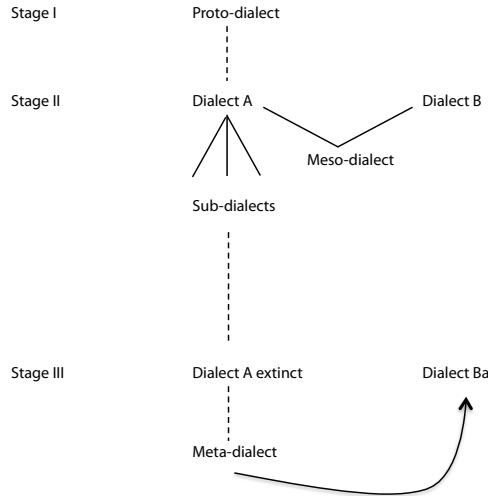 Stage I Proto-dialect
Stage II Dialect A Dialect B
Meso-dialect
Sub-dialects
Stage III Dialect A extinct Dialect Ba
Meta-dialect